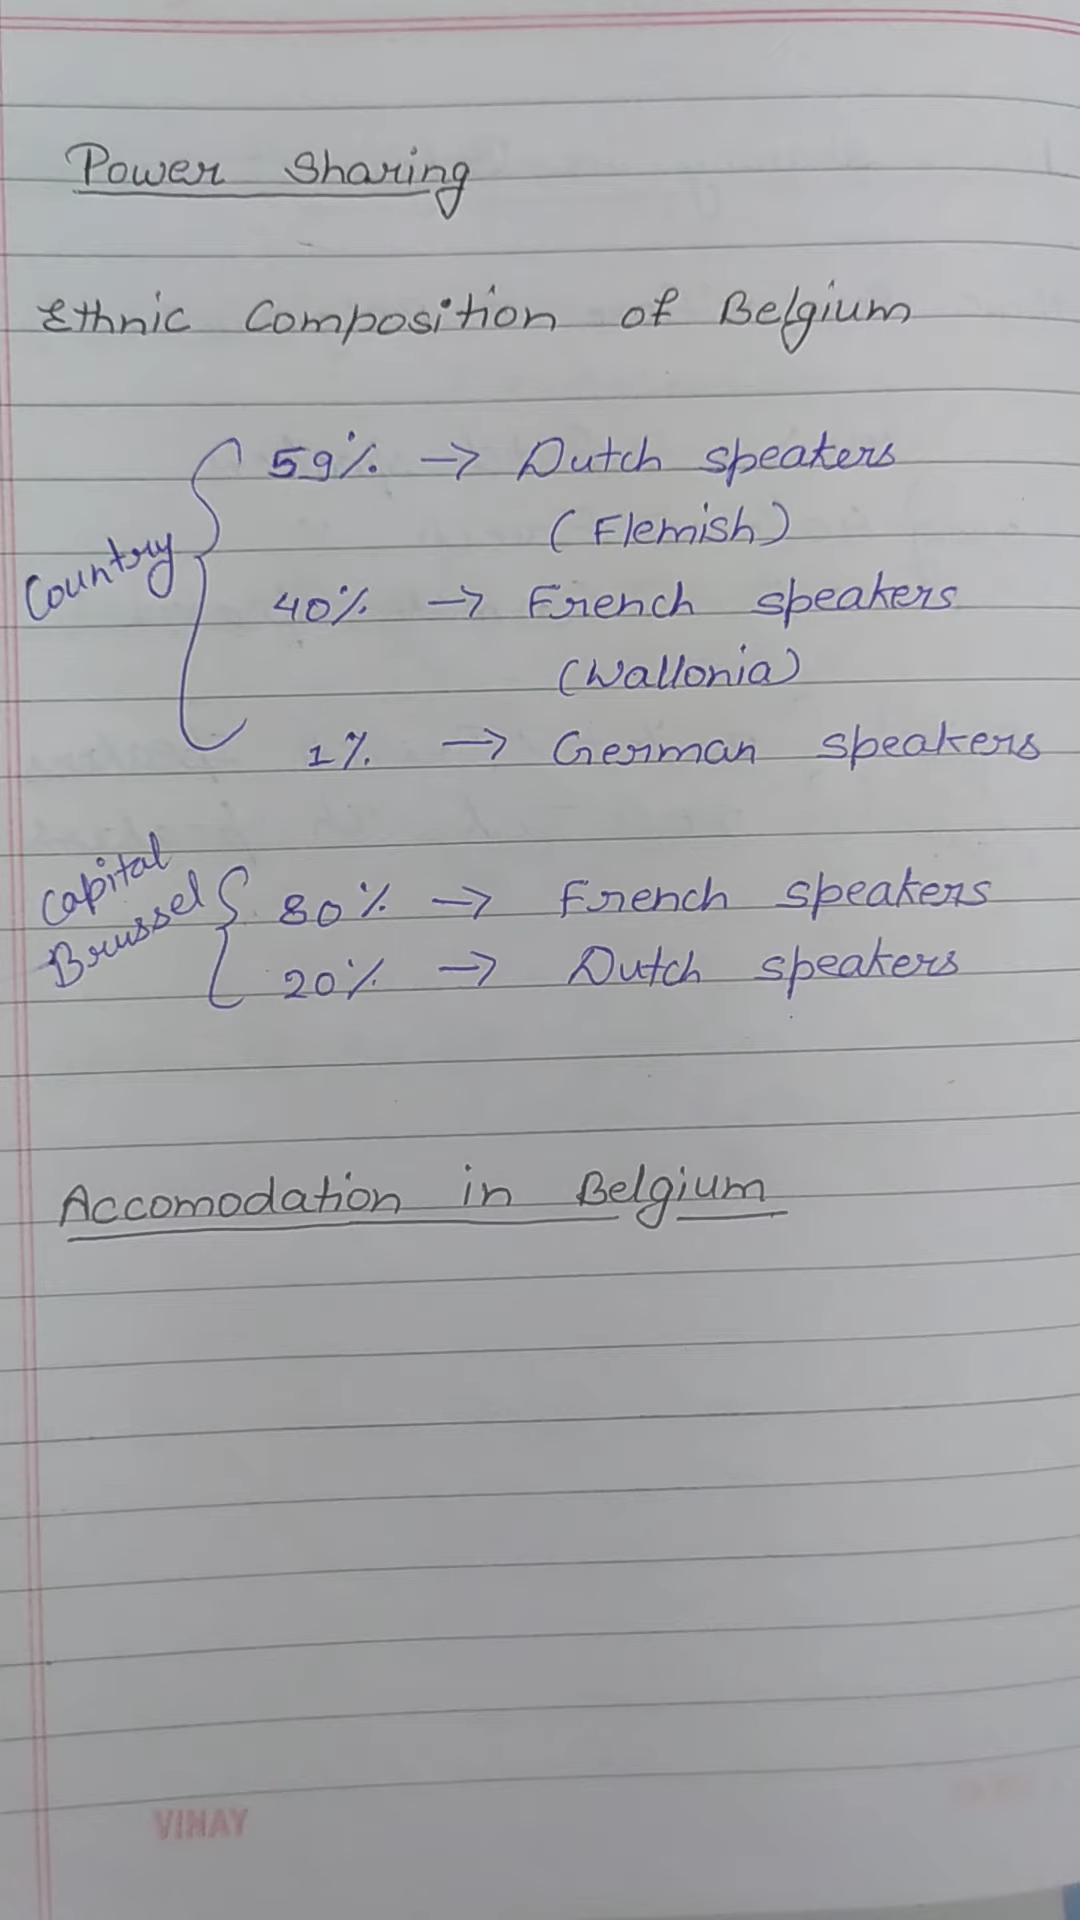 Power Sharing
Ethnic Composition of Belgium
Country
59% → Dutch speakers
(Flemish)
40% → French speakers
(Wallonia)
1% → German speakers
Capital
Brussel
80% → French speakers
20% → Dutch speakers
Accomodation in Belgium
VINAY